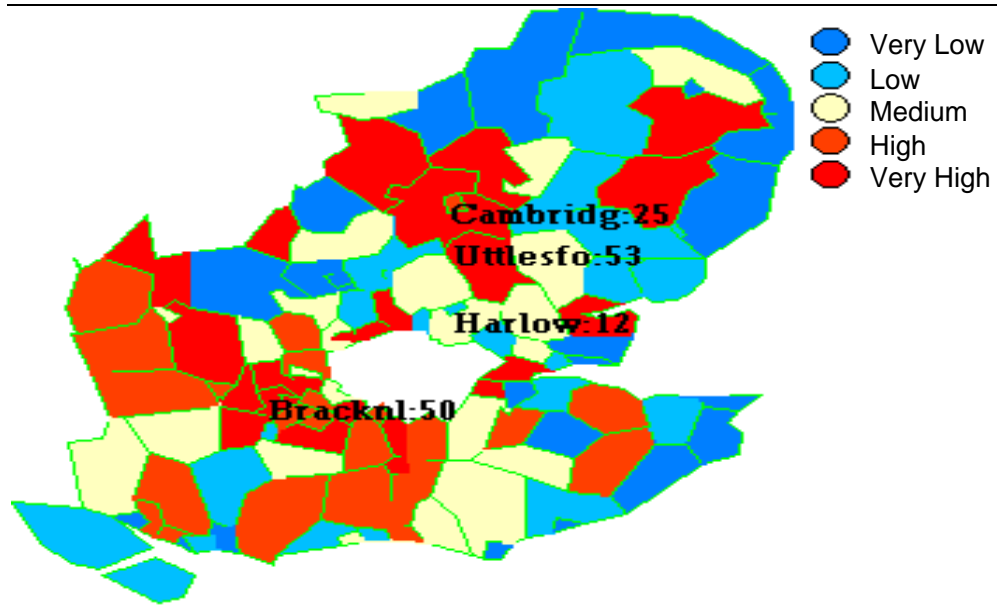 Very Low
Low
Medium
High
Very High
Cambridg:25
Uttlesfo:53
Harlow:12
Bracknl:50